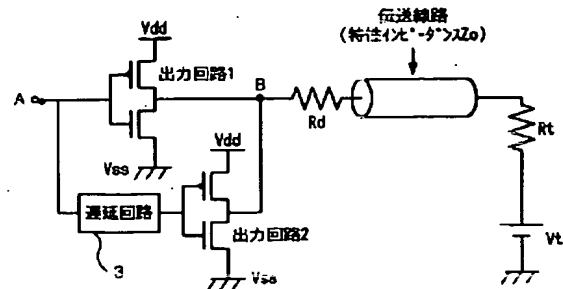 伝送線路
(特性インピーダンスZo)
Vdd
出力回路1
A
B
Rd
Rt
Vdd
Vss
遅延回路
出力回路2
Vt
3
Vss